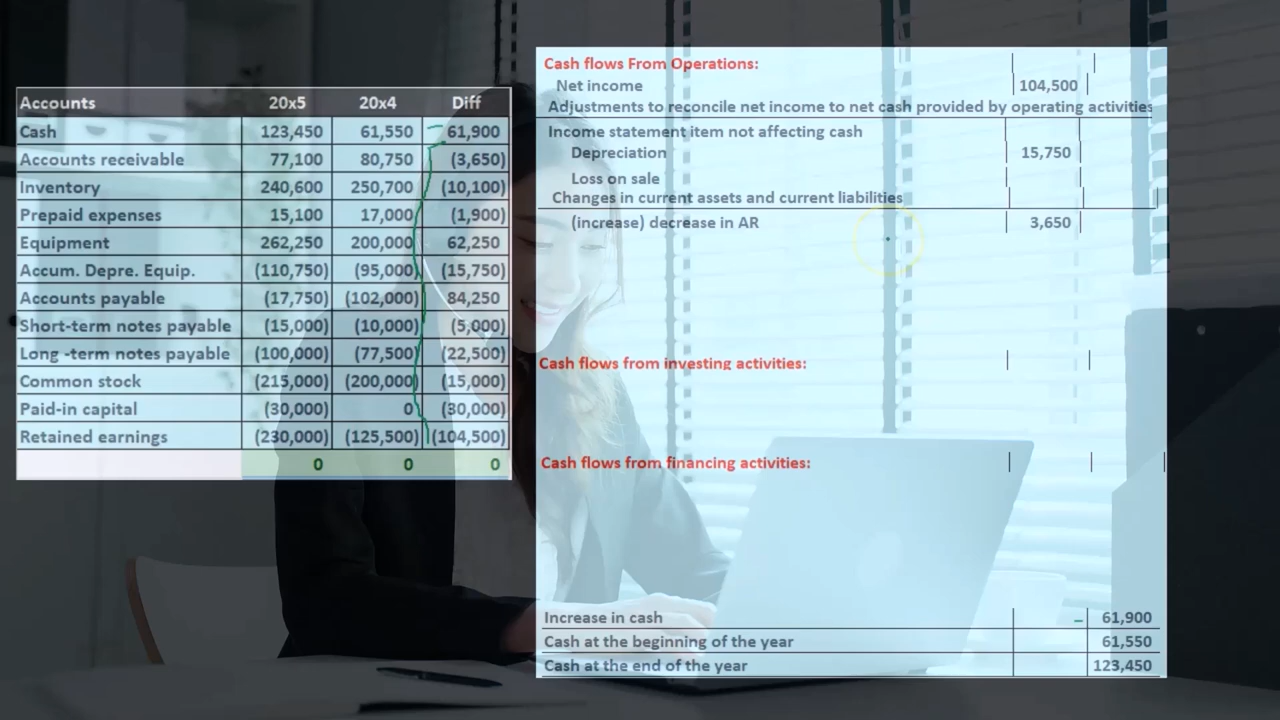 Accounts 20x5 20x4 Diff
Cash 123,450 61,550 61,900
Accounts receivable 77,100 80,750 (3,650)
Inventory 240,600 250,700 (10,100)
Prepaid expenses 15,100 17,000 (1,900)
Equipment 262,250 200,000 62,250
Accum. Depre. Equip. (110,750) (95,000) (15,750)
Accounts payable (17,750) (102,000) 84,250
Short-term notes payable (15,000) (10,000) (5,000)
Long -term notes payable (100,000) (77,500) (22,500)
Common stock (215,000) (200,000) (15,000)
Paid-in capital (30,000) 0 (30,000)
Retained earnings (230,000) (125,500) (104,500)
0 0 0
Cash flows From Operations:
Net income 104,500
Adjustments to reconcile net income to net cash provided by operating activities
Income statement item not affecting cash
Depreciation 15,750
Loss on sale
Changes in current assets and current liabilities
(increase) decrease in AR 3,650
Cash flows from investing activities:
Cash flows from financing activities:
Increase in cash 61,900
Cash at the beginning of the year 61,550
Cash at the end of the year 123,450